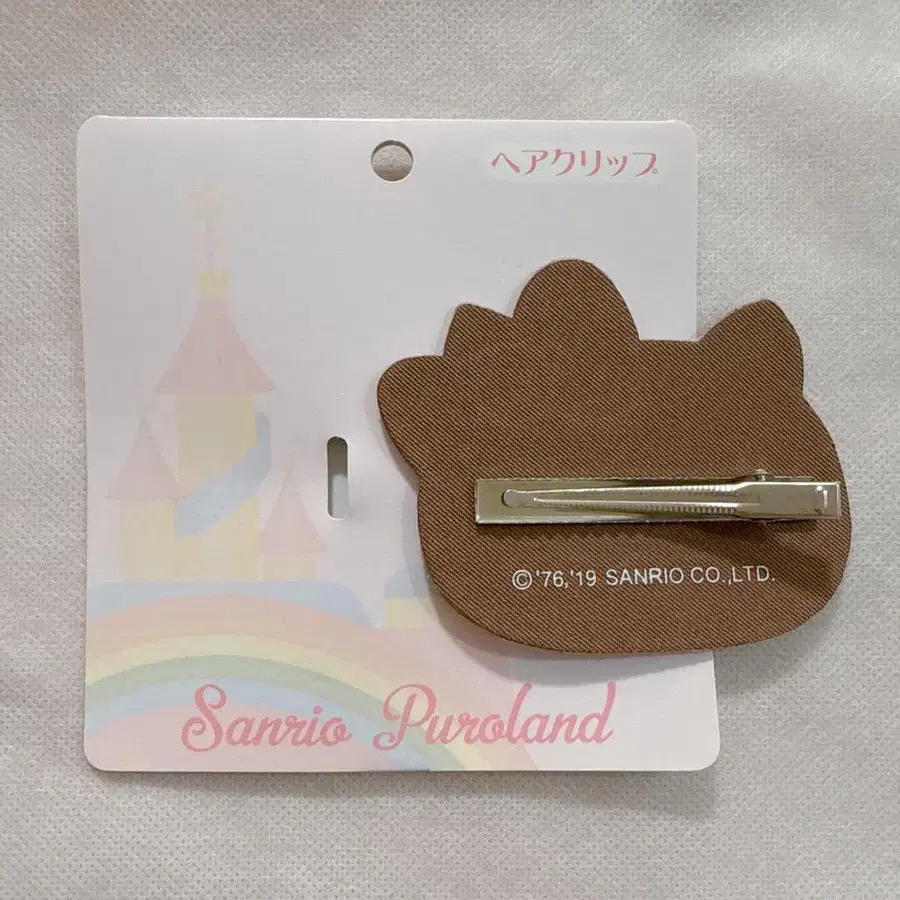 ヘアクリップ
©'76,'19 SANRIO CO.,LTD.
Sanrio Puroland